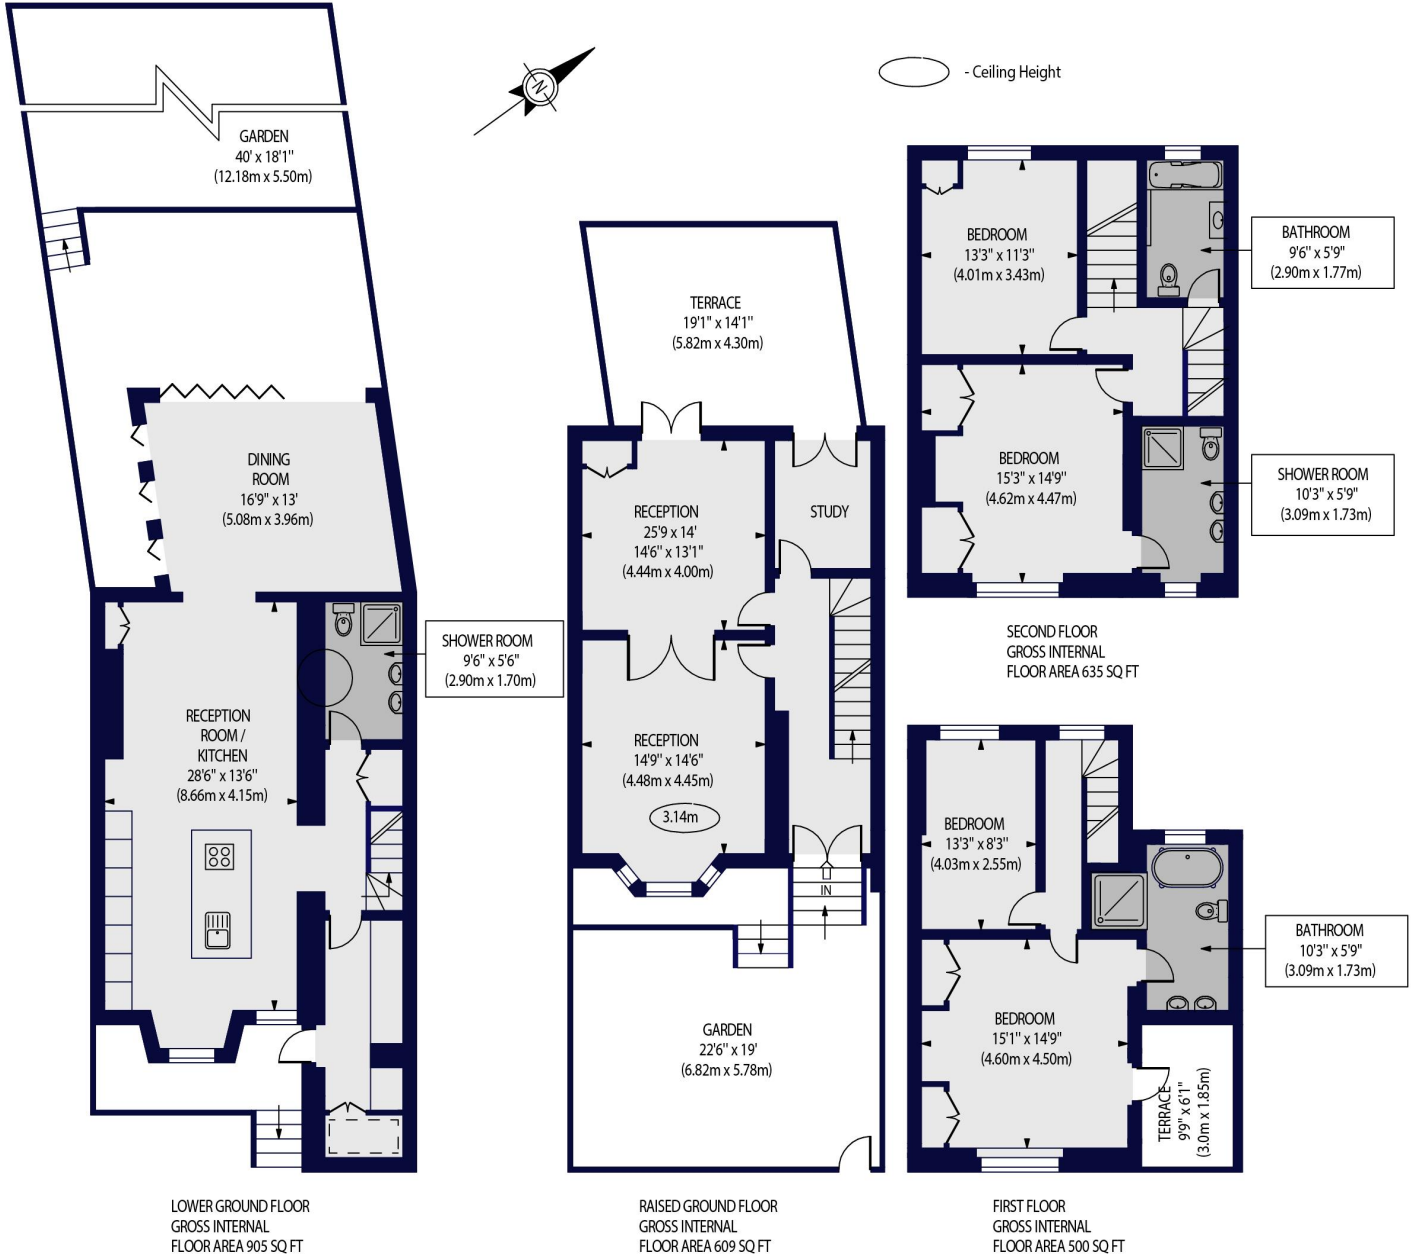 GARDEN
40' x 18'1"
(12.18m x 5.50m)
N
- Ceiling Height
TERRACE
19'1" x 14'1"
(5.82m x 4.30m)
BEDROOM
13'3" x 11'3"
(4.01m x 3.43m)
BATHROOM
9'6" x 5'9"
(2.90m x 1.77m)
DINING
ROOM
16'9" x 13'
(5.08m x 3.96m)
RECEPTION
25'9 x 14'
14'6" x 13'1"
(4.44m x 4.00m)
STUDY
BEDROOM
15'3" x 14'9"
(4.62m x 4.47m)
SHOWER ROOM
10'3" x 5'9"
(3.09m x 1.73m)
SECOND FLOOR
GROSS INTERNAL
FLOOR AREA 635 SQ FT
SHOWER ROOM
9'6" x 5'6"
(2.90m x 1.70m)
RECEPTION
ROOM /
KITCHEN
28'6" x 13'6"
(8.66m x 4.15m)
RECEPTION
14'9" x 14'6"
(4.48m x 4.45m)
3.14m
IN
BEDROOM
13'3" x 8'3"
(4.03m x 2.55m)
BATHROOM
10'3" x 5'9"
(3.09m x 1.73m)
GARDEN
22'6" x 19'
(6.82m x 5.78m)
BEDROOM
15'1" x 14'9"
(4.60m x 4.50m)
TERRACE
9'9" x 6'1"
(3.0m x 1.85m)
LOWER GROUND FLOOR
GROSS INTERNAL
FLOOR AREA 905 SQ FT
RAISED GROUND FLOOR
GROSS INTERNAL
FLOOR AREA 609 SQ FT
FIRST FLOOR
GROSS INTERNAL
FLOOR AREA 500 SQ FT